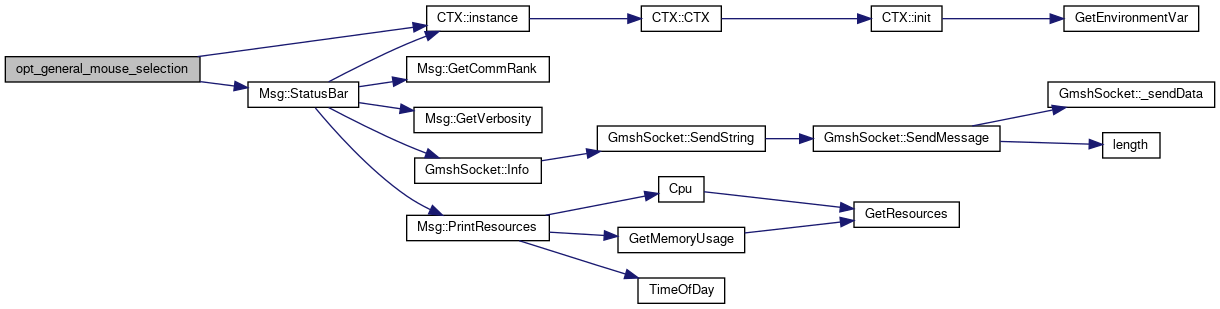 opt_general_mouse_selection
CTX::instance
CTX::CTX
CTX::init
GetEnvironmentVar
Msg::StatusBar
Msg::GetCommRank
Msg::GetVerbosity
GmshSocket::Info
GmshSocket::SendString
GmshSocket::SendMessage
GmshSocket::_sendData
length
Msg::PrintResources
Cpu
GetMemoryUsage
GetResources
TimeOfDay